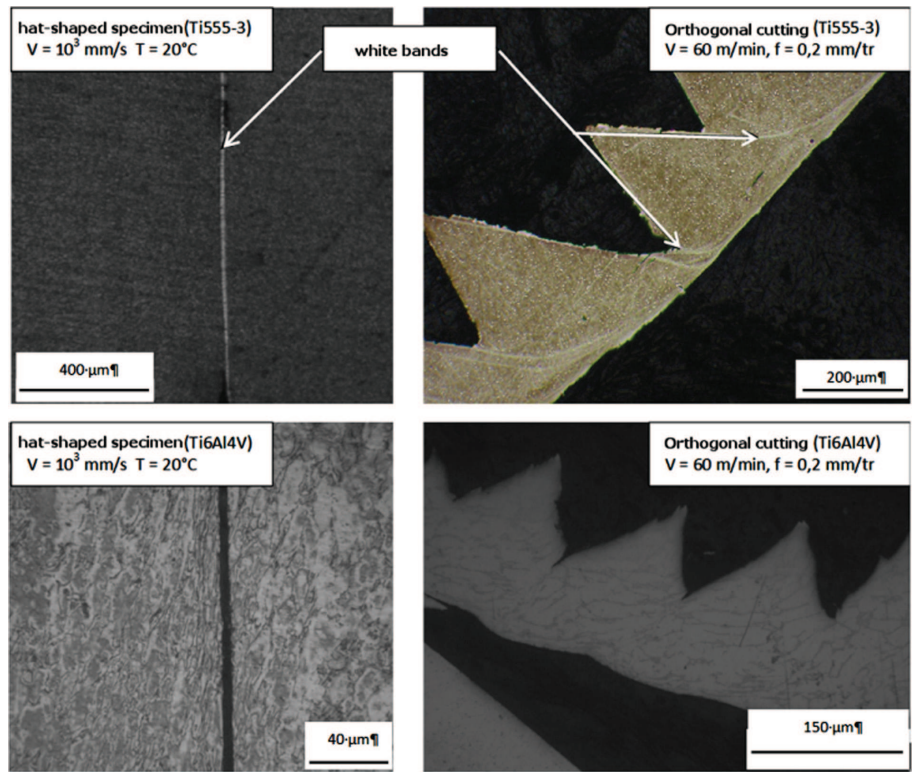 hat-shaped specimen(Ti555-3)
V = 10³ mm/s T = 20°C
white bands
Orthogonal cutting (Ti555-3)
V = 60 m/min, f = 0,2 mm/tr
400·µm¶
200·µm¶
hat-shaped specimen(Ti6Al4V)
V = 10³ mm/s T = 20°C
Orthogonal cutting (Ti6Al4V)
V = 60 m/min, f = 0,2 mm/tr
40·µm¶
150·µm¶